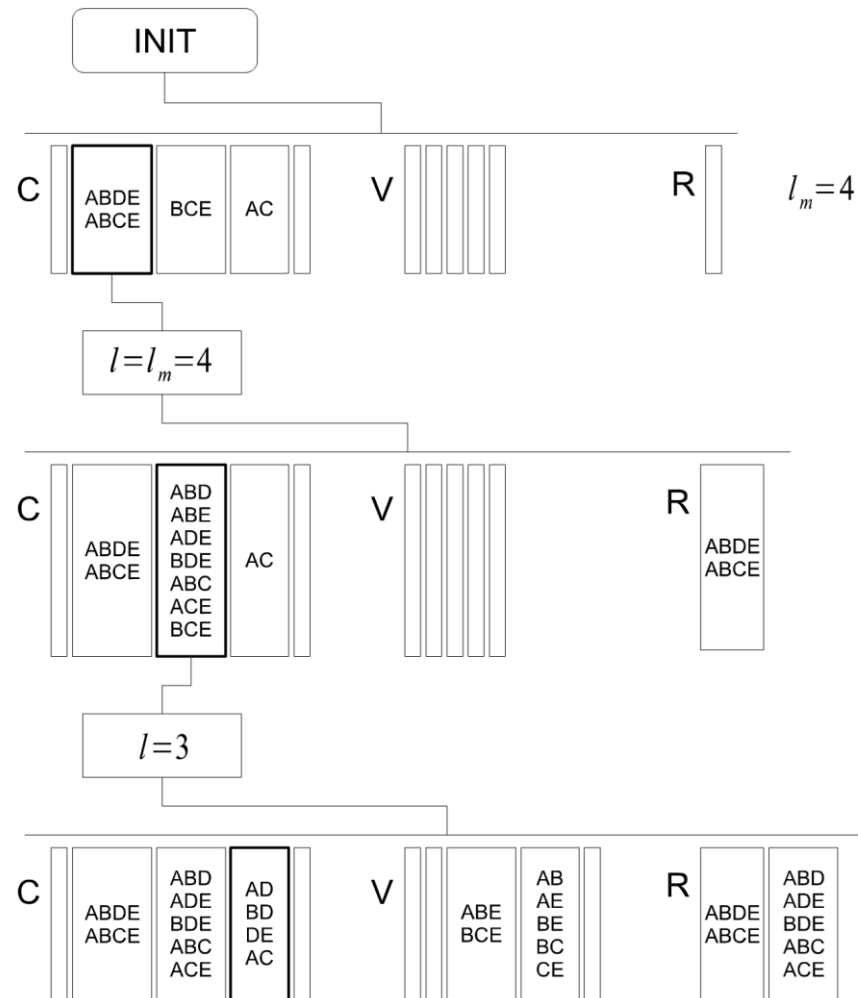 INIT
C
ABDE
ABCE
BCE
AC
V
R
l_m=4
l=l_m=4
C
ABDE
ABCE
ABD
ABE
ADE
BDE
ABC
ACE
BCE
AC
V
R
ABDE
ABCE
l=3
C
ABDE
ABCE
ABD
ADE
BDE
ABC
ACE
AD
BD
DE
AC
V
ABE
BCE
AB
AE
BE
BC
CE
R
ABDE
ABCE
ABD
ADE
BDE
ABC
ACE